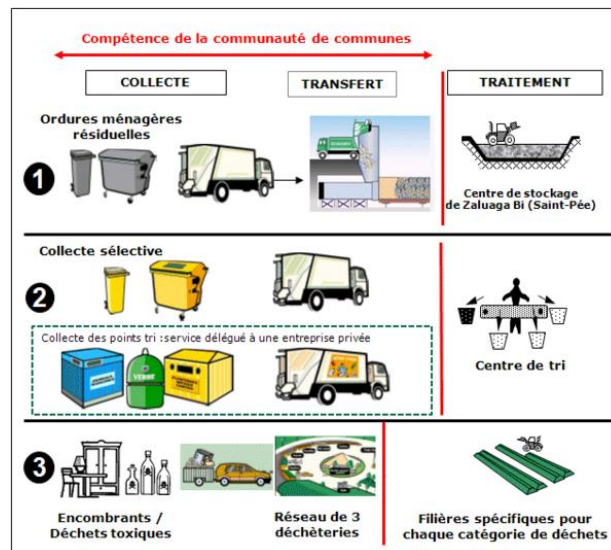 Compétence de la communauté de communes
COLLECTE
TRANSFERT
TRAITEMENT
Ordures ménagères
résiduelles
1
Centre de stockage
de Zaluaga Bi (Saint-Pée)
Collecte sélective
2
Collecte des points tri :service délégué à une entreprise privée
VERRE
Centre de tri
3
Encombrants /
Déchets toxiques
Réseau de 3
déchèteries
Filières spécifiques pour
chaque catégorie de déchets